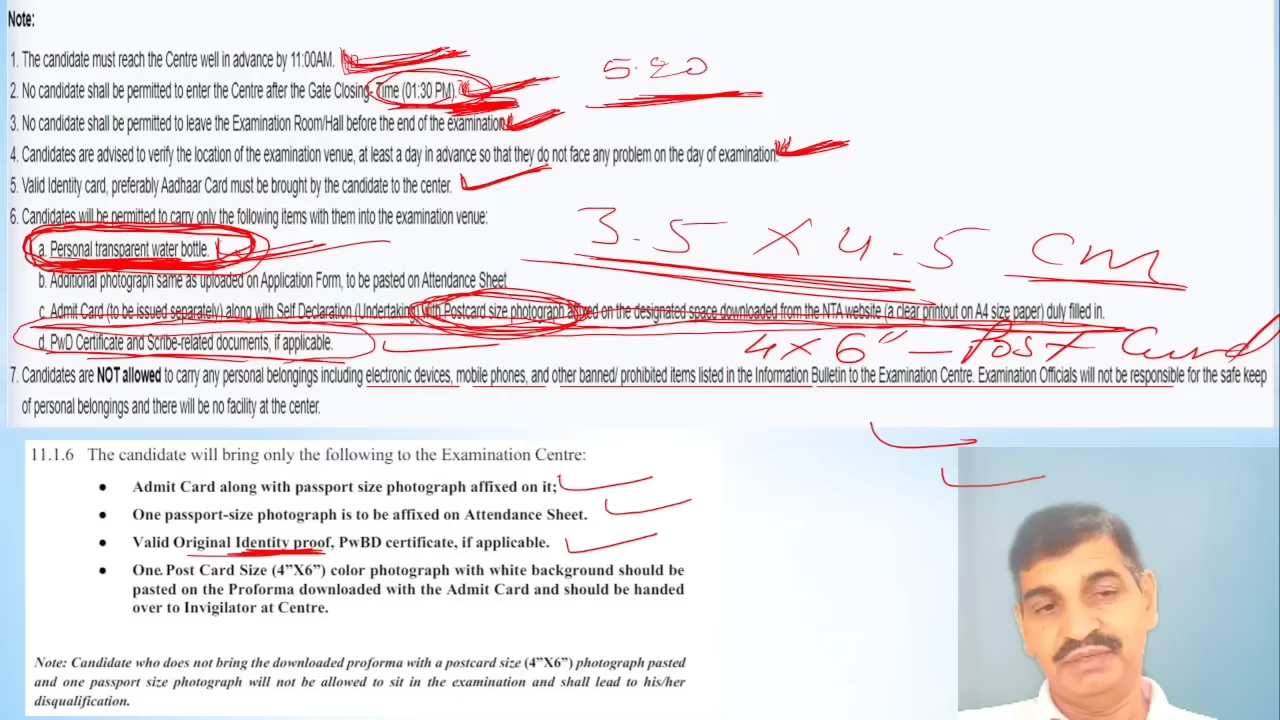 Note:
1. The candidate must reach the Centre well in advance by 11:00AM.
5.20
2. No candidate shall be permitted to enter the Centre after the Gate Closing Time (01:30 PM).
3. No candidate shall be permitted to leave the Examination Room/Hall before the end of the examination
4. Candidates are advised to verify the location of the examination venue, at least a day in advance so that they do not face any problem on the day of examination.
5. Valid Identity card, preferably Aadhaar Card must be brought by the candidate to the center.
6. Candidates will be permitted to carry only the following items with them into the examination venue:
3.5 X 4.5 cm
a. Personal transparent water bottle.
b. Additional photograph same as uploaded on Application Form, to be pasted on Attendance Sheet
c. Admit Card (to be issued separately) along with Self Declaration (Undertaking) with Postcard size photograph affixed on the designated space downloaded from the NTA website (a clear printout on A4 size paper) duly filled in.
d. PwD Certificate and Scribe-related documents, if applicable.
4 X 6" - Post Card
7. Candidates are NOT allowed to carry any personal belongings including electronic devices, mobile phones, and other banned/ prohibited items listed in the Information Bulletin to the Examination Centre. Examination Officials will not be responsible for the safe keep
of personal belongings and there will be no facility at the center.
11.1.6 The candidate will bring only the following to the Examination Centre:
• Admit Card along with passport size photograph affixed on it;
• One passport-size photograph is to be affixed on Attendance Sheet.
• Valid Original Identity proof, PwBD certificate, if applicable.
• One Post Card Size (4”X6”) color photograph with white background should be
pasted on the Proforma downloaded with the Admit Card and should be handed
over to Invigilator at Centre.
Note: Candidate who does not bring the downloaded proforma with a postcard size (4”X6”) photograph pasted
and one passport size photograph will not be allowed to sit in the examination and shall lead to his/her
disqualification.